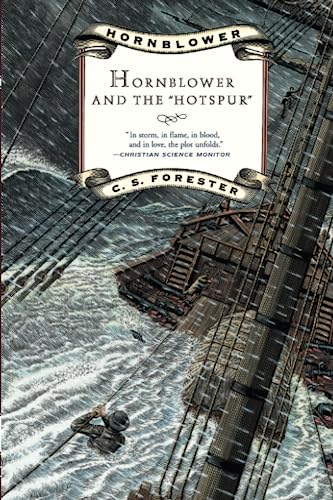 HORNBLOWER
HORNBLOWER
AND THE "HOTSPUR"
"In storm, in flame, in blood,
and in love, the plot unfolds."
—CHRISTIAN SCIENCE MONITOR
C. S. FORESTER